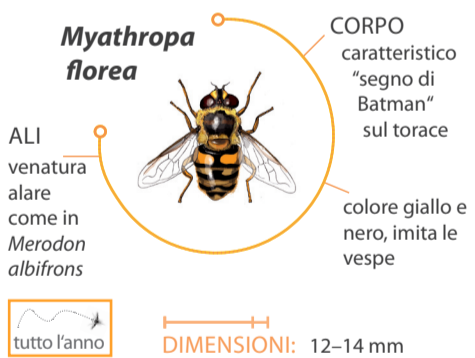 Myathropa
florea
CORPO
caratteristico
“segno di
Batman“
sul torace
ALI
venatura
alare
come in
Merodon
albifrons
colore giallo e
nero, imita le
vespe
tutto l‘anno
DIMENSIONI: 12–14 mm